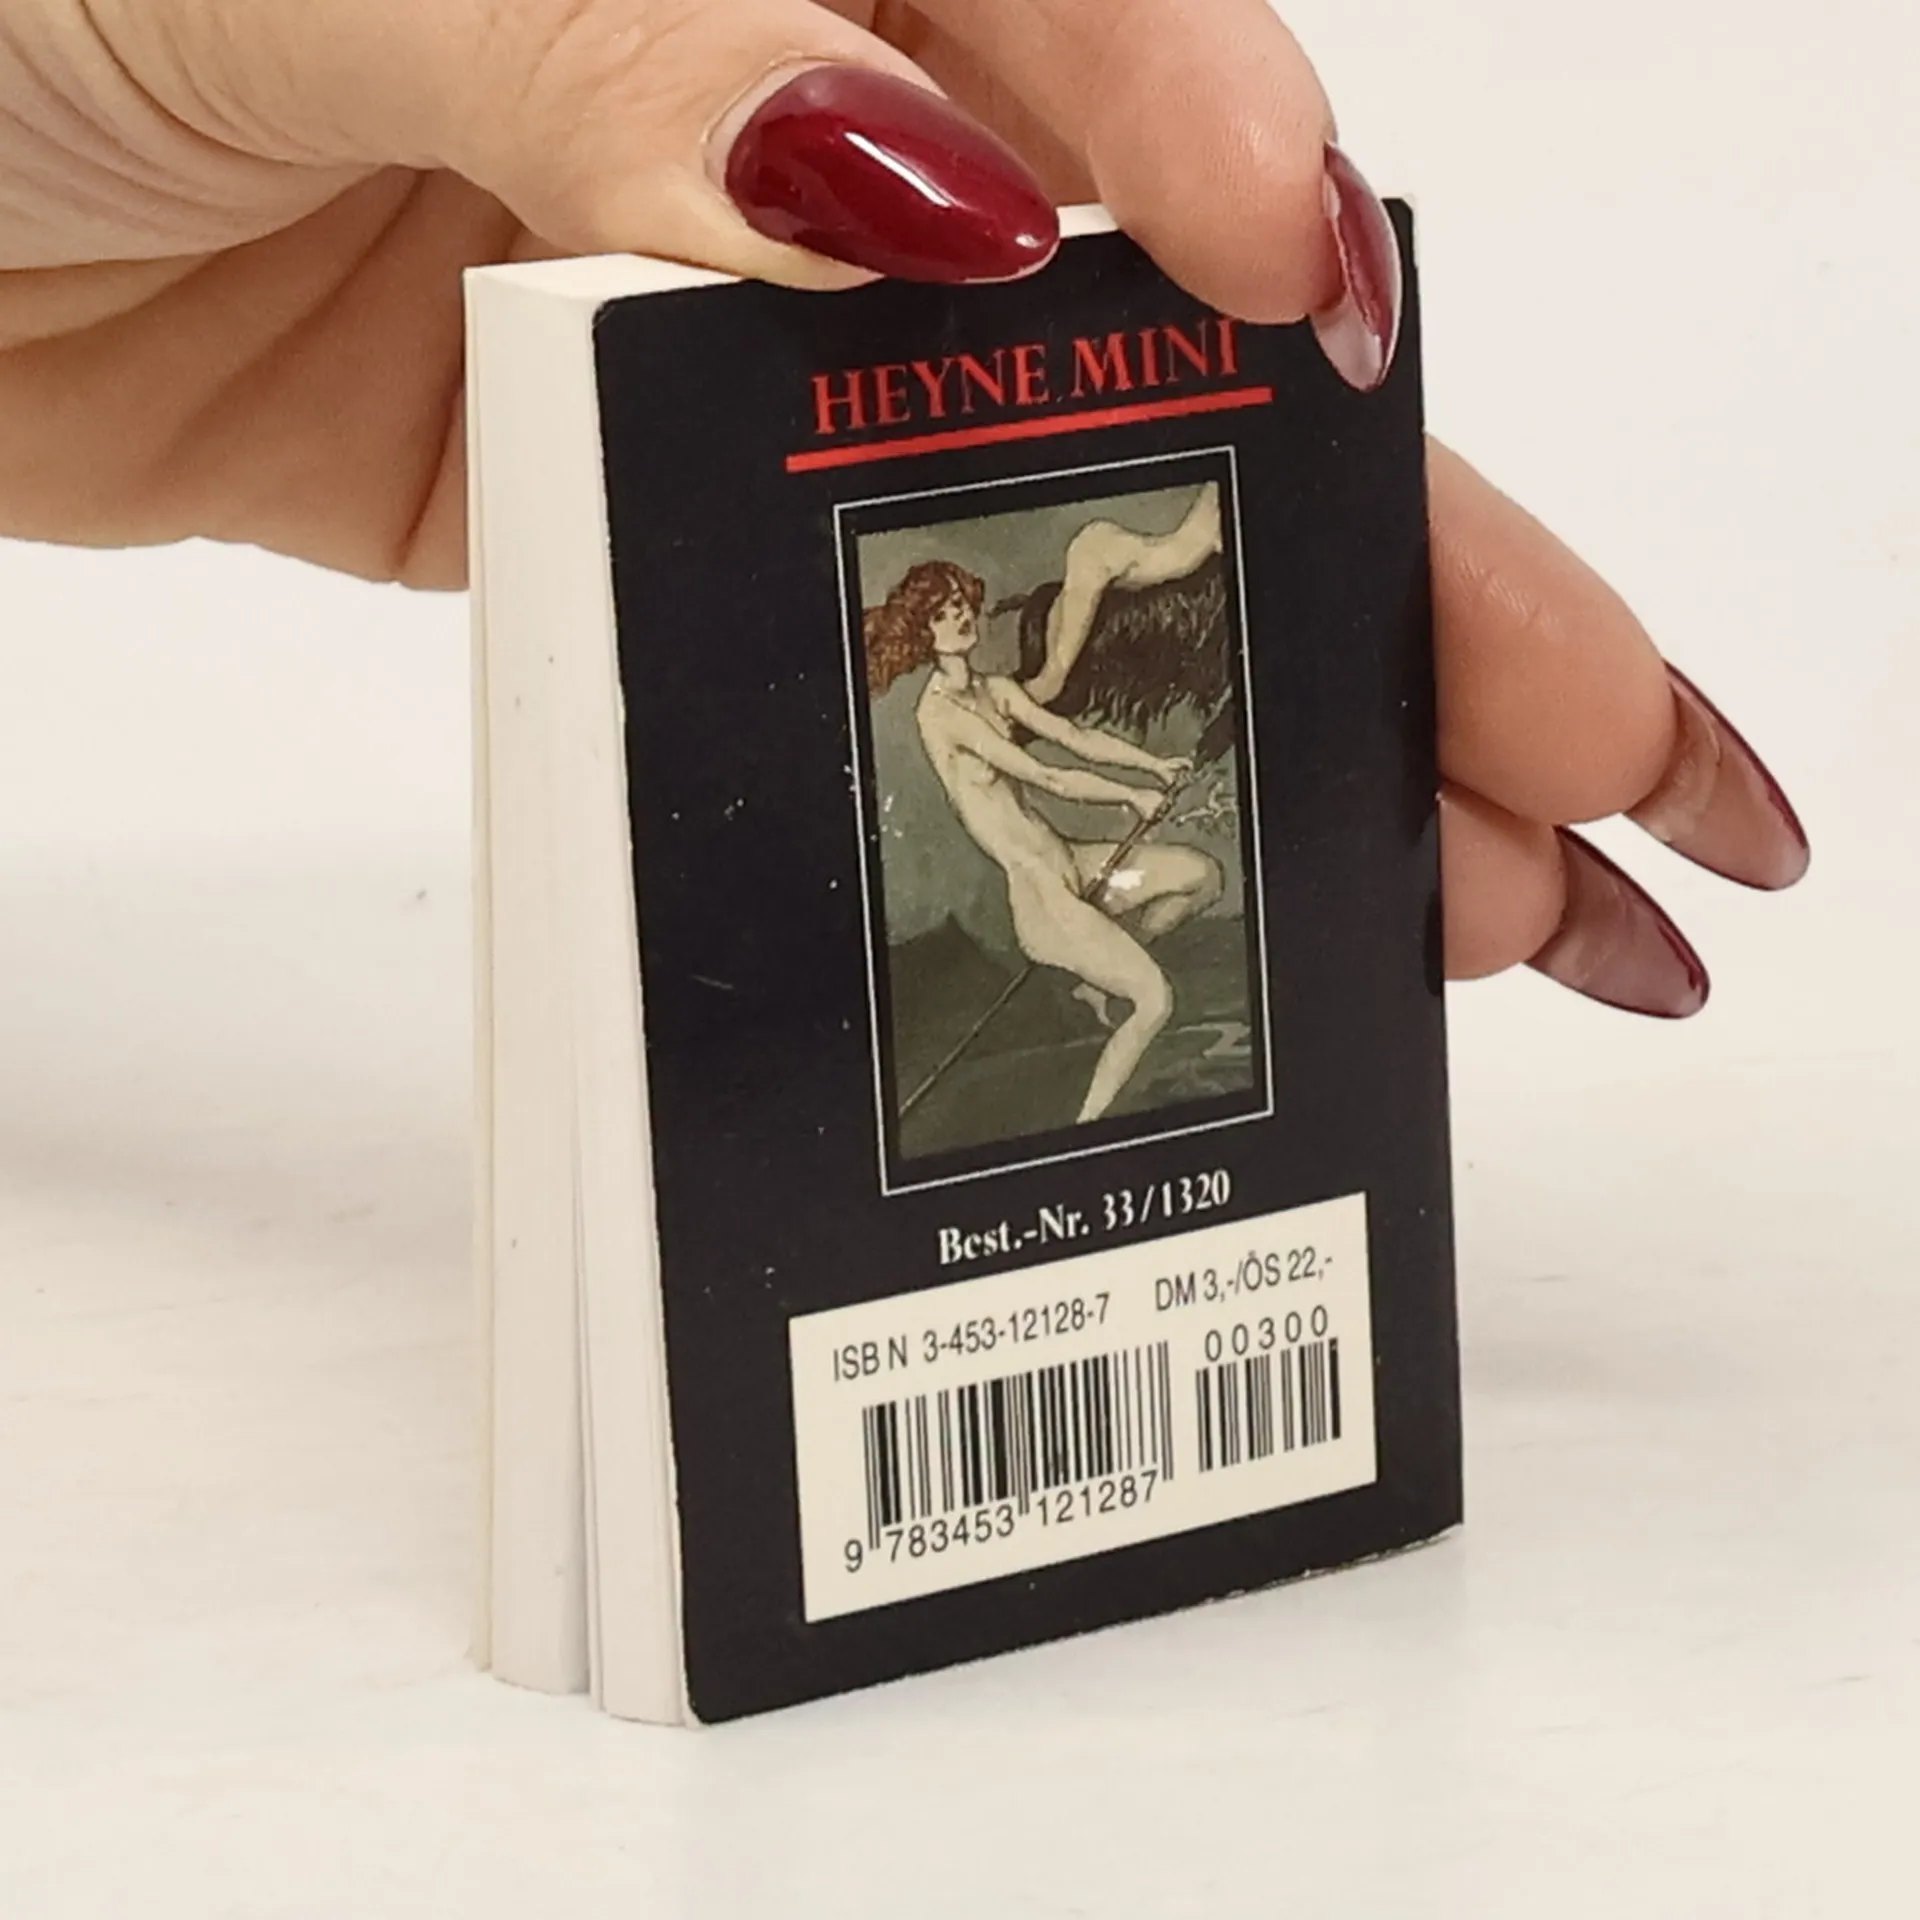 HEYNE MINI
Best.-Nr. 33/1320
ISBN 3-453-12128-7 DM 3,-/ÖS 22,-
00300
9 783453 121287